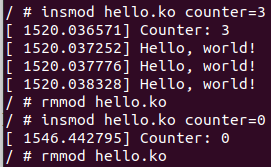 / # insmod hello.ko counter=3
[ 1520.036571] Counter: 3
[ 1520.037252] Hello, world!
[ 1520.037776] Hello, world!
[ 1520.038328] Hello, world!
/ # rmmod hello.ko
/ # insmod hello.ko counter=0
[ 1546.442795] Counter: 0
/ # rmmod hello.ko